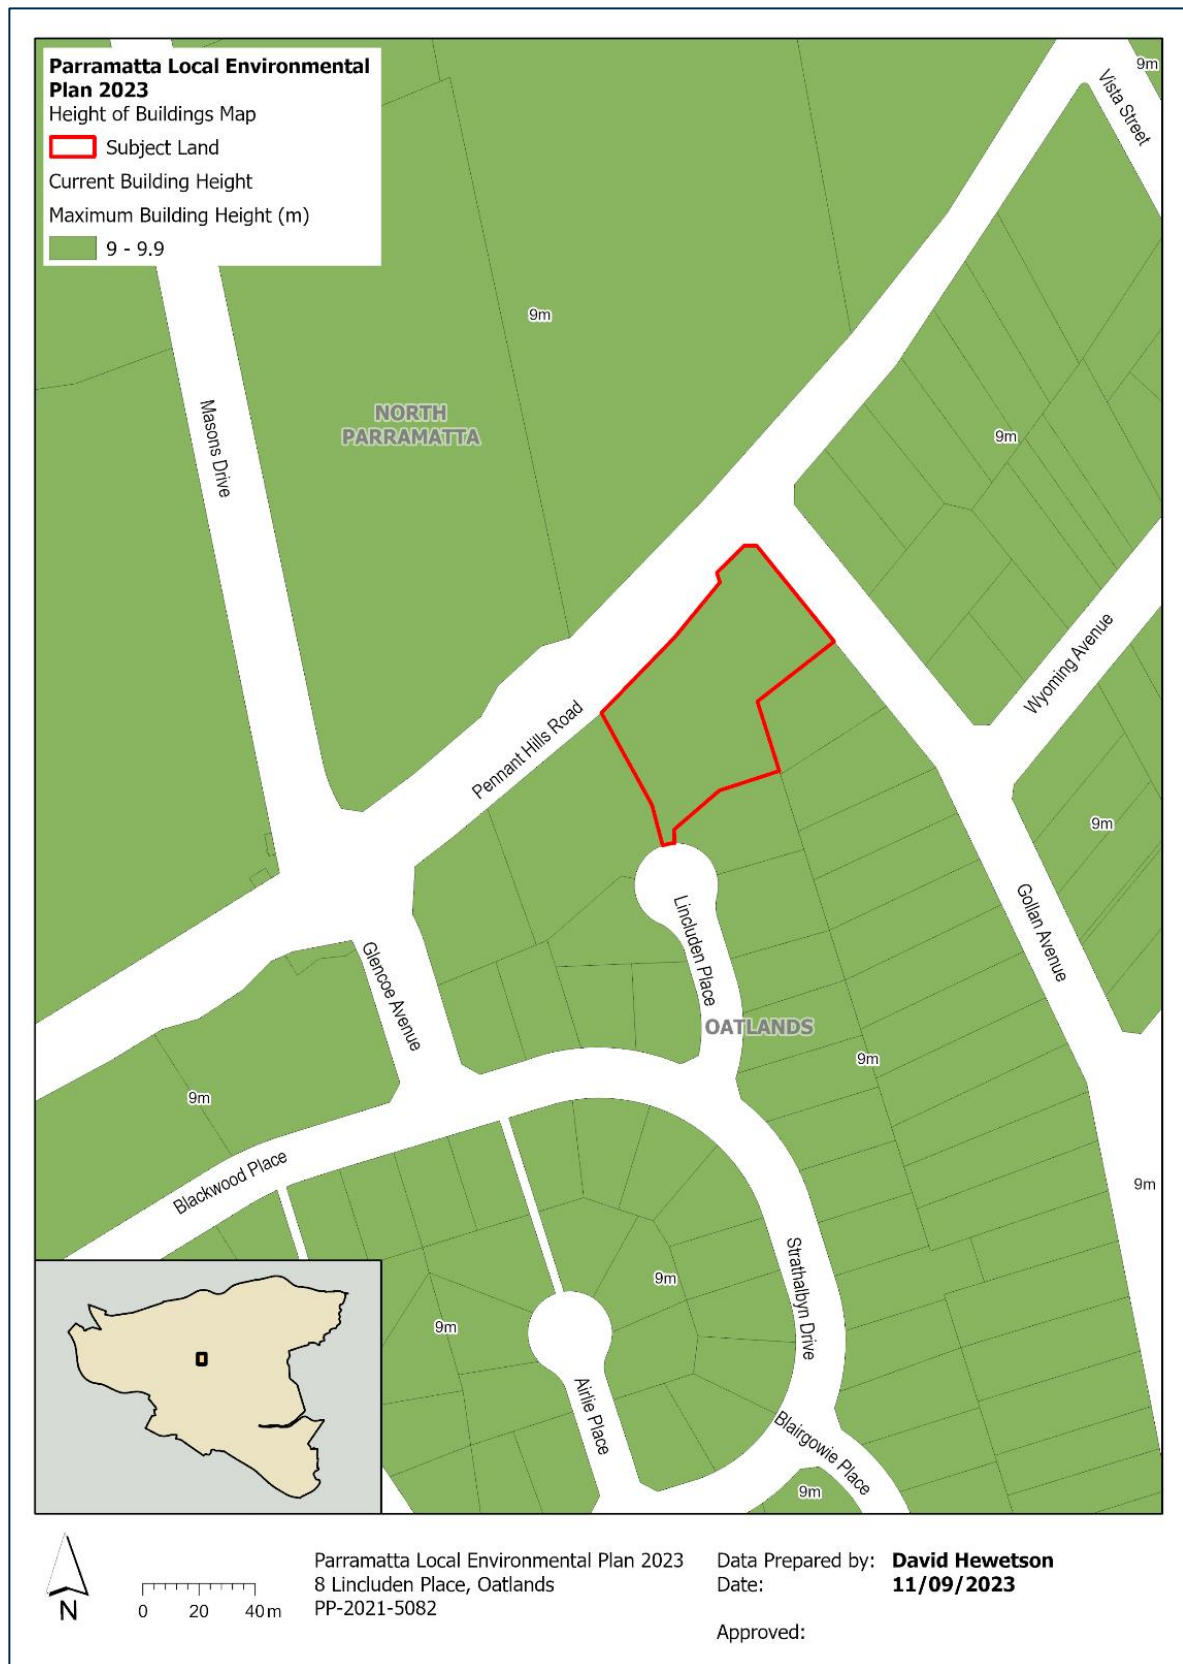 Parramatta Local Environmental
Plan 2023
Height of Buildings Map
Subject Land
Current Building Height
Maximum Building Height (m)
9 - 9.9
9m
Vista Street
9m
Masons Drive
NORTH
PARRAMATTA
9m
Wyoming Avenue
Pennant Hills Road
9m
Gollan Avenue
Lincluden Place
Glencoe Avenue
OATLANDS
9m
9m
Blackwood Place
9m
Strathalbyn Drive
9m
9m
Airlie Place
Blairgowie Place
9m
N
0 20 40 m
Parramatta Local Environmental Plan 2023
8 Lincluden Place, Oatlands
PP-2021-5082
Data Prepared by: David Hewetson
Date: 11/09/2023
Approved: